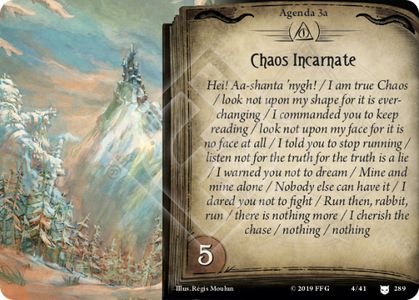 Agenda 3a
Chaos Incarnate
Hei! Aa-shanta 'nygh! / I am true Chaos
/ look not upon my shape for it is ever-
changing / I commanded you to keep
reading / look not upon my face for it is
no face at all / I told you to stop running /
listen not for the truth for the truth is a lie
/ I warned you not to dream / Mine and
mine alone / Nobody else can have it / I
dared you not to fight / Run then, rabbit,
run / there is nothing more / I cherish the
chase / nothing / nothing
5
Illus. Régis Moulun
© 2019 FFG
4/41
289